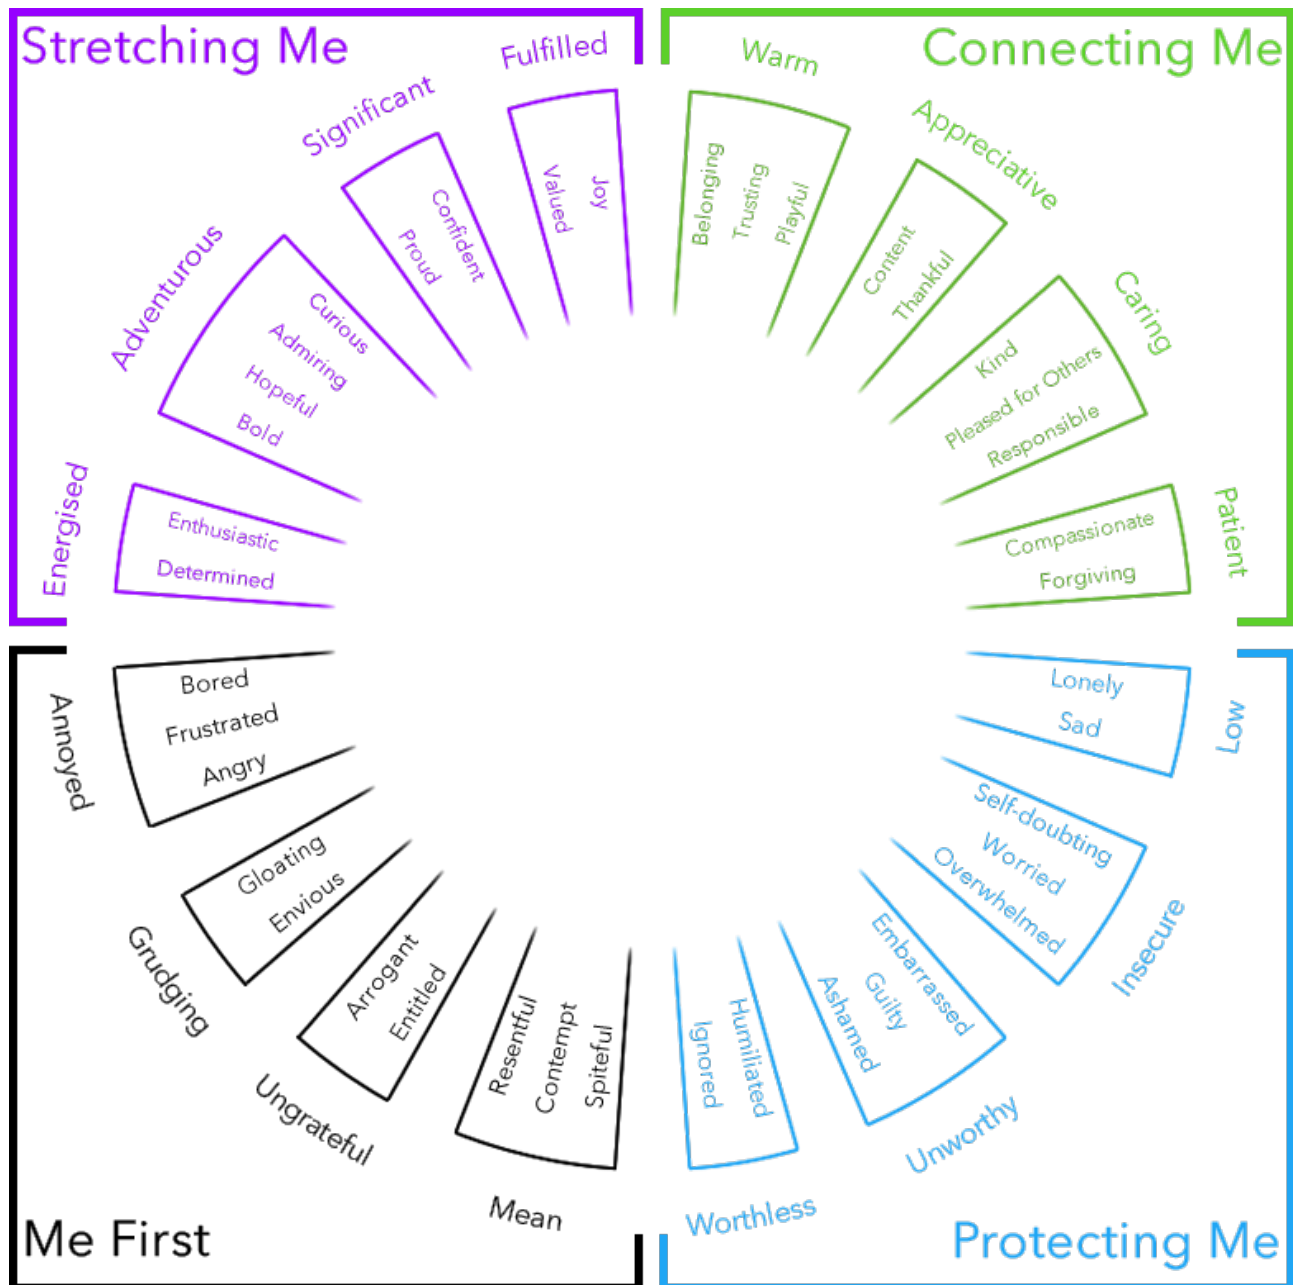 Stretching Me
Fulfilled
Valued
Joy
Significant
Proud
Confident
Adventurous
Curious
Admiring
Hopeful
Bold
Energised
Enthusiastic
Determined
Connecting Me
Warm
Belonging
Trusting
Playful
Appreciative
Content
Thankful
Caring
Kind
Pleased for Others
Responsible
Patient
Compassionate
Forgiving
Annoyed
Bored
Frustrated
Angry
Grudging
Gloating
Envious
Ungrateful
Arrogant
Entitled
Mean
Resentful
Contempt
Spiteful
Me First
Low
Lonely
Sad
Insecure
Self-doubting
Worried
Overwhelmed
Unworthy
Embarrassed
Guilty
Ashamed
Worthless
Humiliated
Ignored
Protecting Me